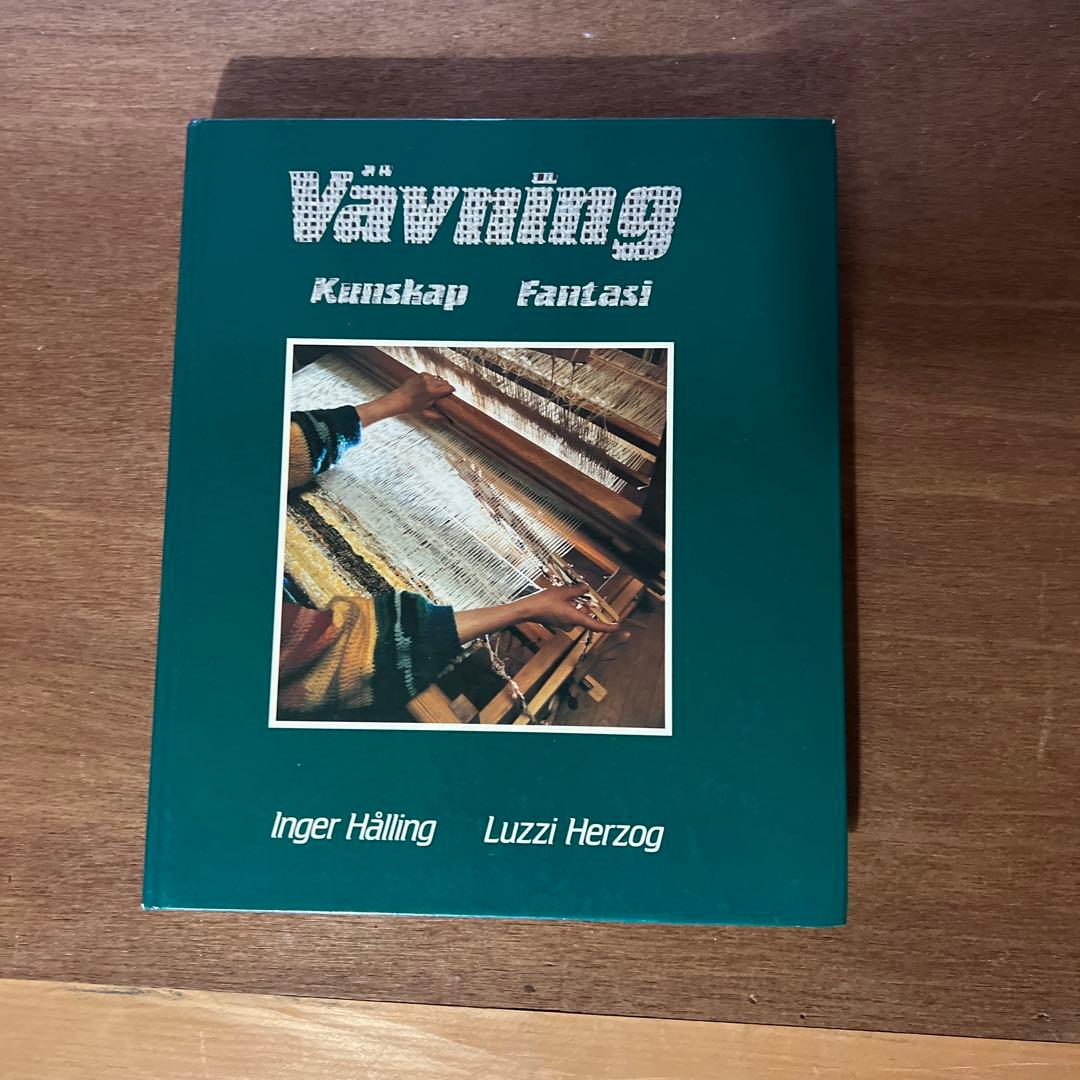 Vävning
Kunskap Fantasi
Inger Hålling Luzzi Herzog